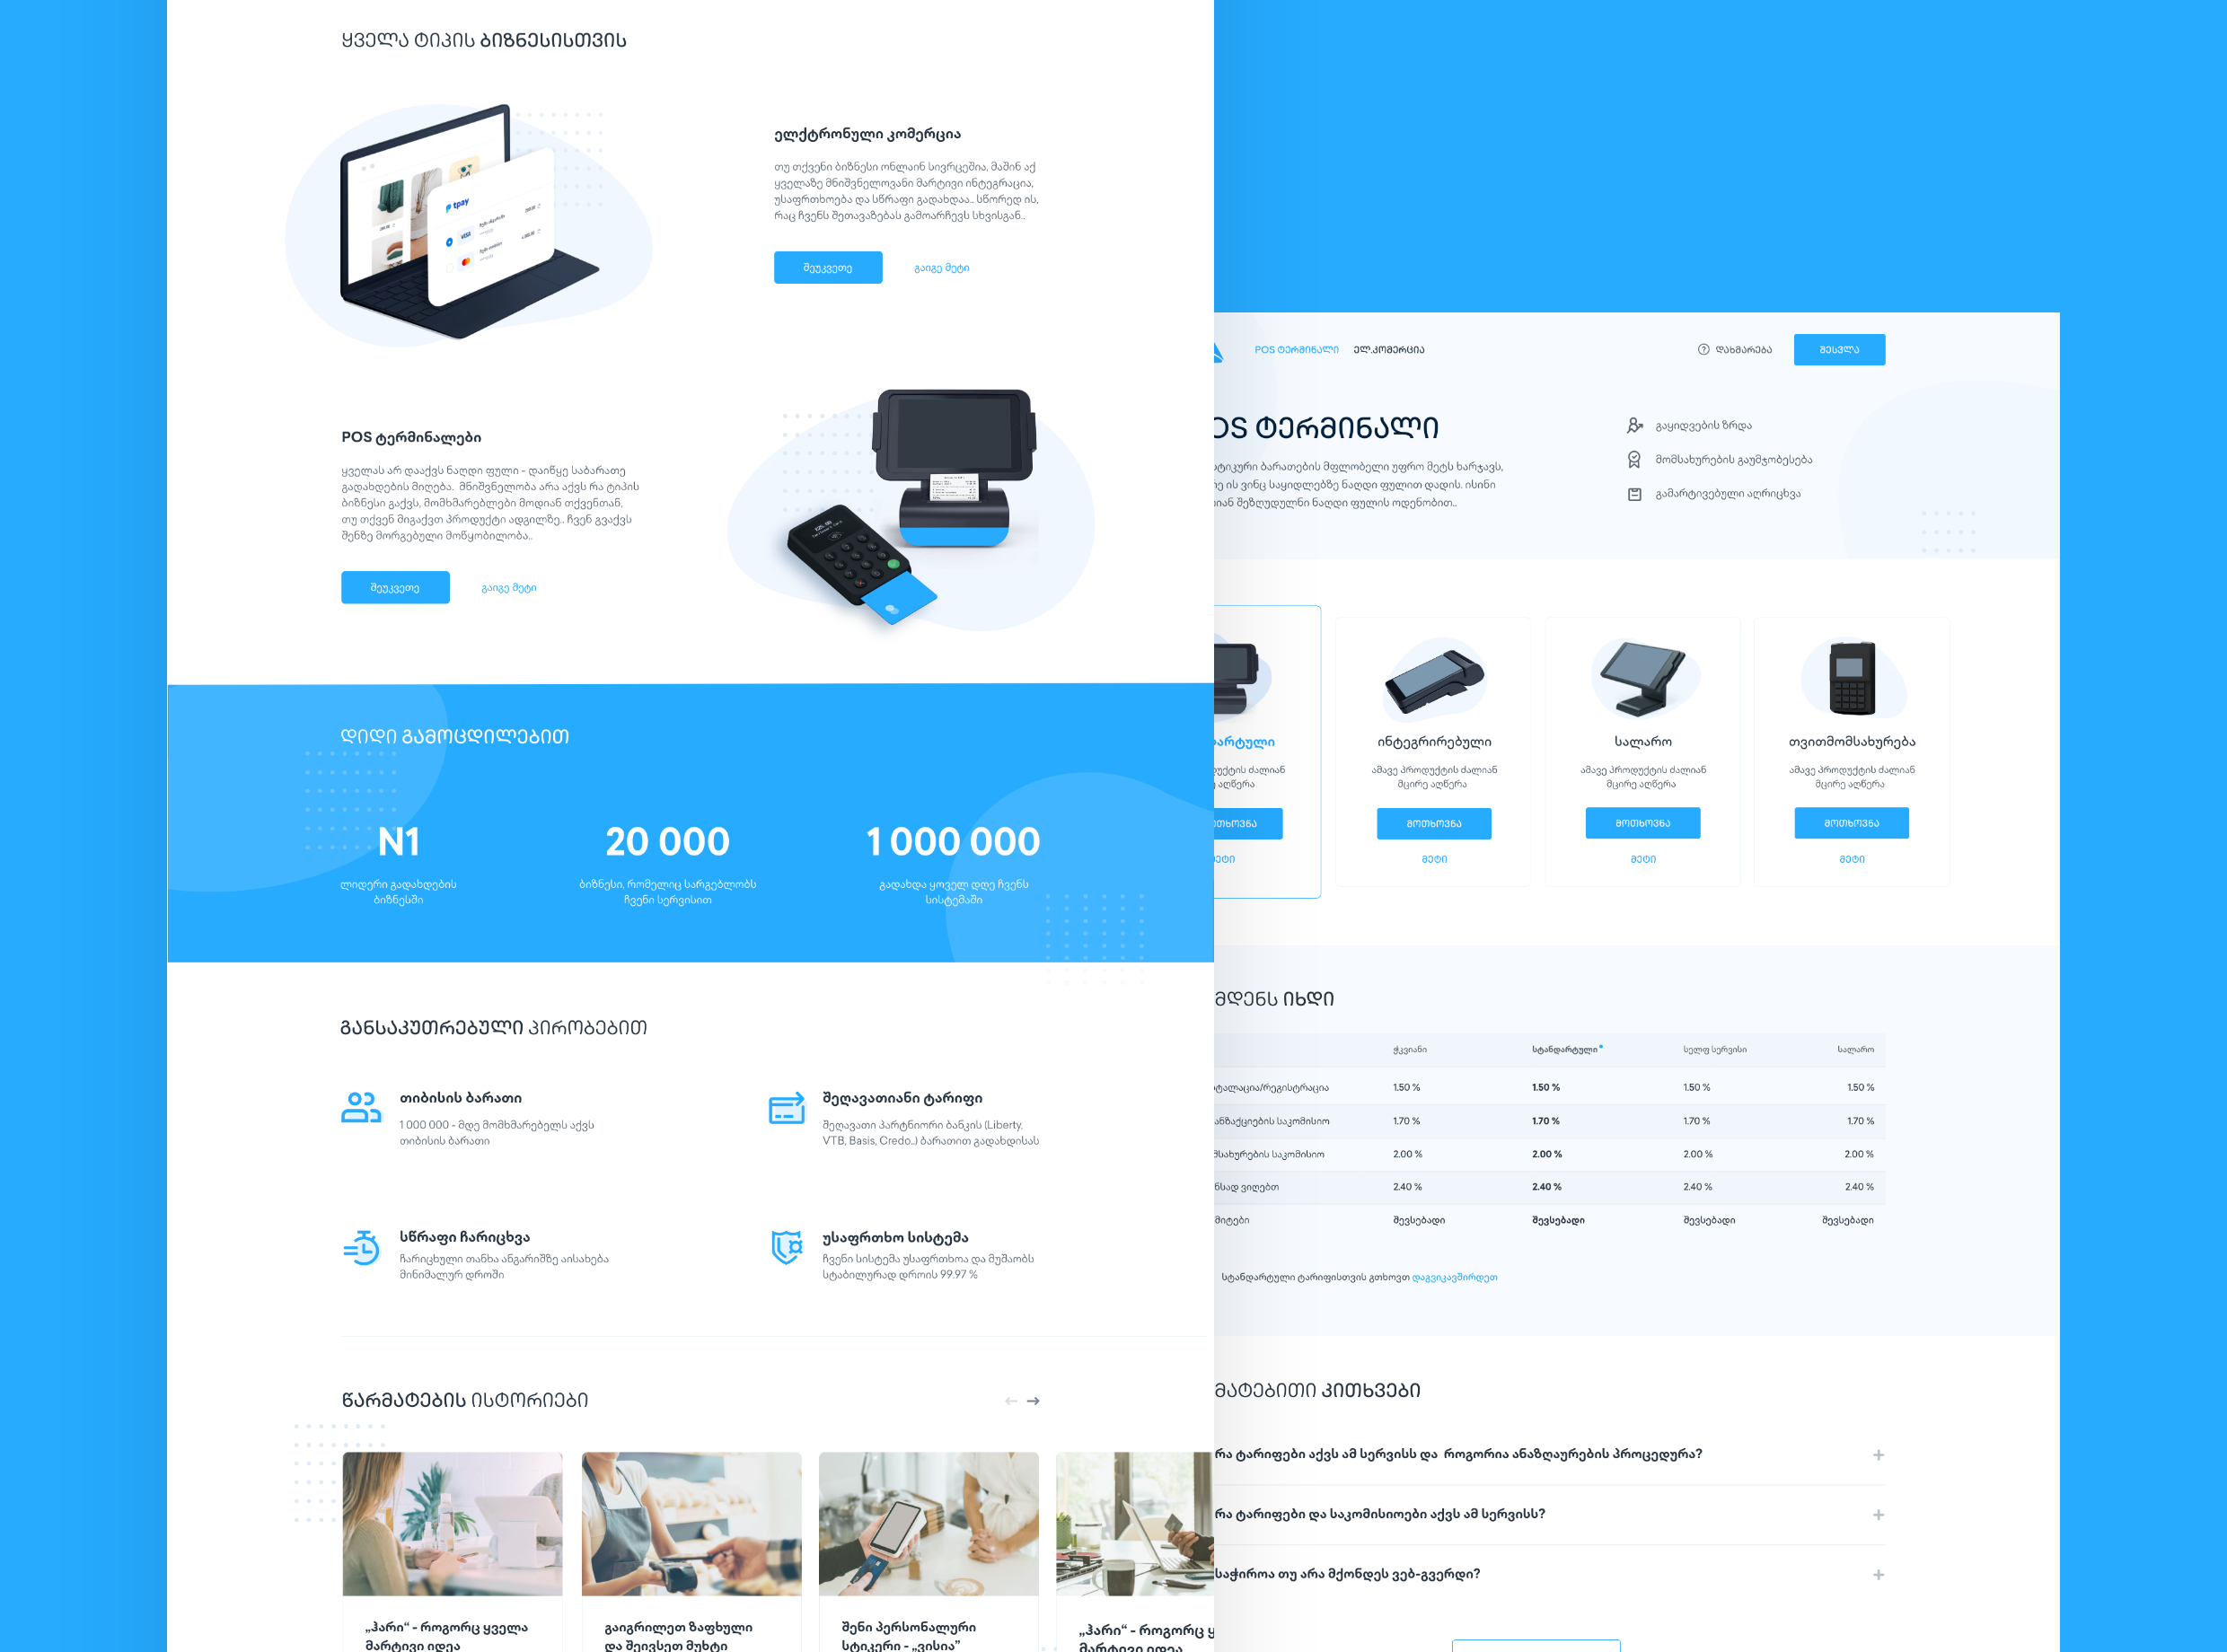 ყველა ტიპის ბიზნესისთვის
tpay
VISA
ელქტრონული კომერცია
თუ თქვენი ბიზნესი ონლაინ სივრცეშია, მაშინ აქ
ყველაზე მნიშვნელოვანი მარტივი ინტეგრაცია,
უსაფრთხოება და სწრაფი გადახდაა.. სწორედ ის,
რაც ჩვენს შეთავაზებას გამოარჩევს სხვისგან..
შეუკვეთე
გაიგე მეტი
POS ტერმინალები
ყველას არ დააქვს ნაღდი ფული - დაიწყე საბარათე
გადახდების მიღება. მნიშვნელობა არა აქვს რა ტიპის
ბიზნესი გაქვს, მომხმარებლები მოდიან თქვენთან,
თუ თქვენ მიგაქვთ პროდუქტი ადგილზე.. ჩვენ გვაქვს
შენზე მორგებული მოწყობილობა..
შეუკვეთე
გაიგე მეტი
დიდი გამოცდილებით
N1
ლიდერი გადახდების
ბიზნესში
20 000
ბიზნესი, რომელიც სარგებლობს
ჩვენი სერვისით
1 000 000
გადახდა ყოველ დღე ჩვენს
სისტემაში
განსაკუთრებული პირობებით
თიბისის ბარათი
1 000 000 - მდე მომხმარებელს აქვს
თიბისის ბარათი
შეღავათიანი ტარიფი
შეღავათი პარტნიორი ბანკის (Liberty,
VTB, Basis, Credo..) ბარათით გადახდისას
სწრაფი ჩარიცხვა
ჩარიცხული თანხა ანგარიშზე აისახება
მინიმალურ დროში
უსაფრთხო სისტემა
ჩვენი სისტემა უსაფრთხოა და მუშაობს
სტაბილურად დროის 99.97 %
წარმატების ისტორიები
„ჰარი“ - როგორც ყველა
მარტივი იდეა
გაიგრილეთ ზაფხული
და შეივსეთ მუხტი
შენი პერსონალური
სტიკერი - „ვისია”
„ჰარი“ - როგორც ყ
მარტივი იდეა
POS ტერმინალი
ელ.კომერცია
დახმარება
შესვლა
OS ტერმინალი
სტიკური ბარათების მფლობელი უფრო მეტს ხარჯავს,
ე ის ვინც საყიდლებზე ნაღდი ფულით დადის. ისინი
იან შეზღუდულნი ნაღდი ფულის ოდენობით..
გაყიდვების ზრდა
მომსახურების გაუმჯობესება
გამარტივებული აღრიცხვა
არტული
უქტის ძალიან
აღწერა
ოთხოვნა
ეტი
ინტეგრირებული
ამავე პროდუქტის ძალიან
მცირე აღწერა
მოთხოვნა
მეტი
სალარო
ამავე პროდუქტის ძალიან
მცირე აღწერა
მოთხოვნა
მეტი
თვითმომსახურება
ამავე პროდუქტის ძალიან
მცირე აღწერა
მოთხოვნა
მეტი
მდენს იხდი
ჭკვიანი სტანდარტული* სელფ სერვისი სალარო
ტალაცია/რეგისტრაცია 1.50 % 1.50 % 1.50 % 1.50 %
ანზაქციების საკომისიო 1.70 % 1.70 % 1.70 % 1.70 %
მსახურების საკომისიო 2.00 % 2.00 % 2.00 % 2.00 %
ნსად ვიღებთ 2.40 % 2.40 % 2.40 % 2.40 %
მიტები შევსებადი შევსებადი შევსებადი შევსებადი
სტანდარტული ტარიფისთვის გთხოვთ დაგვიკავშირდეთ
მატებითი კითხვები
რა ტარიფები აქვს ამ სერვისს და როგორია ანაზღაურების პროცედურა?
რა ტარიფები და საკომისიოები აქვს ამ სერვისს?
საჭიროა თუ არა მქონდეს ვებ-გვერდი?